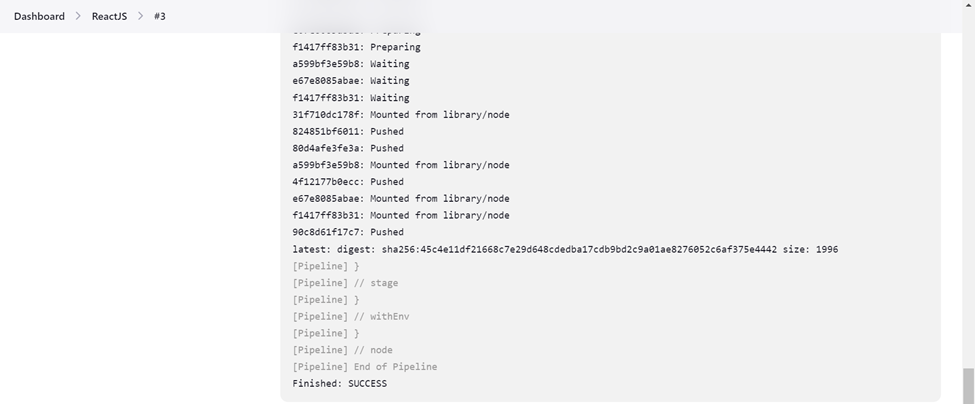 Dashboard > ReactJS > #3
f1417ff83b31: Preparing
a599bf3e59b8: Waiting
e67e8085abae: Waiting
f1417ff83b31: Waiting
31f710dc178f: Mounted from library/node
824851bf6011: Pushed
80d4afe3fe3a: Pushed
a599bf3e59b8: Mounted from library/node
4f12177b0ecc: Pushed
e67e8085abae: Mounted from library/node
f1417ff83b31: Mounted from library/node
90c8d61f17c7: Pushed
latest: digest: sha256:45c4e11df21668c7e29d648cdedba17cdb9bd2c9a01ae8276052c6af375e4442 size: 1996
[Pipeline] }
[Pipeline] // stage
[Pipeline] }
[Pipeline] // withEnv
[Pipeline] }
[Pipeline] // node
[Pipeline] End of Pipeline
Finished: SUCCESS